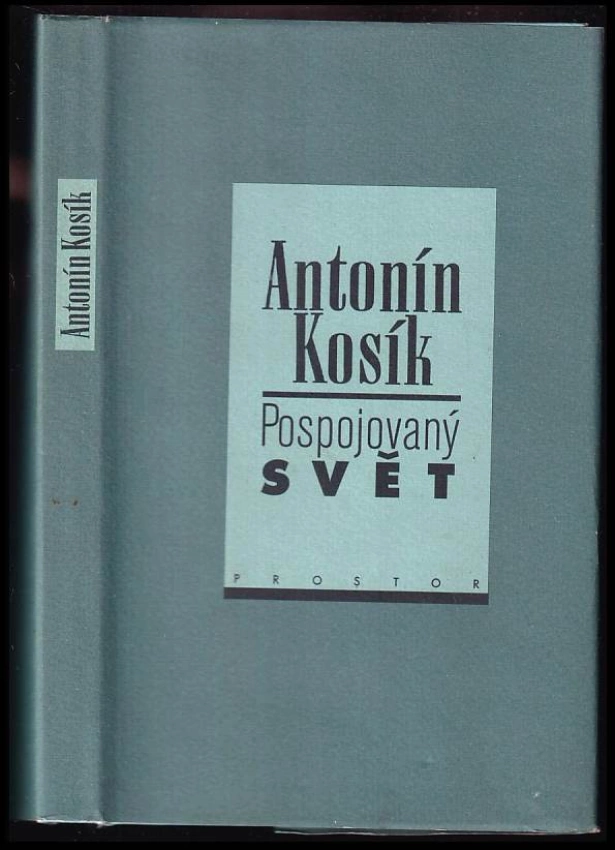 Antonín Kosík
Antonín
Kosík
Pospojovaný
SVĚT
PROSTOR